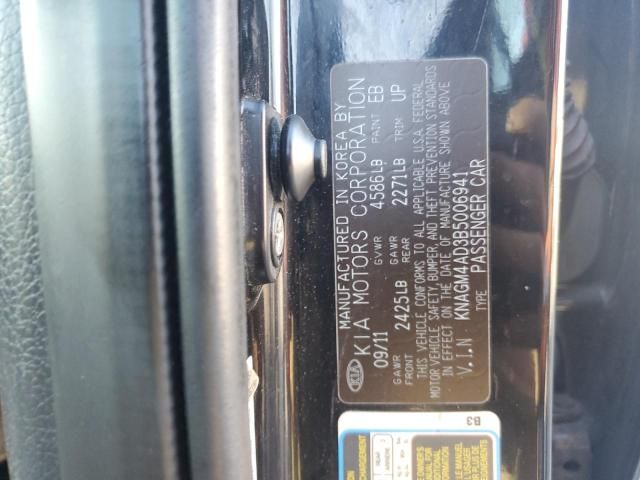 MANUFACTURED IN KOREA BY
KIA KIA MOTORS CORPORATION
09/11 GVWR 4586LB PAINT EB
GAWR FRONT 2425LB GAWR REAR 2271LB TRIM UP
THIS VEHICLE CONFORMS TO ALL APPLICABLE U.S.A. FEDERAL
MOTOR VEHICLE SAFETY, BUMPER, AND THEFT PREVENTION STANDARDS
IN EFFECT ON THE DATE OF MANUFACTURE SHOWN ABOVE
V.I.N KNAGM4AD3B5006941
TYPE PASSENGER CAR
B3